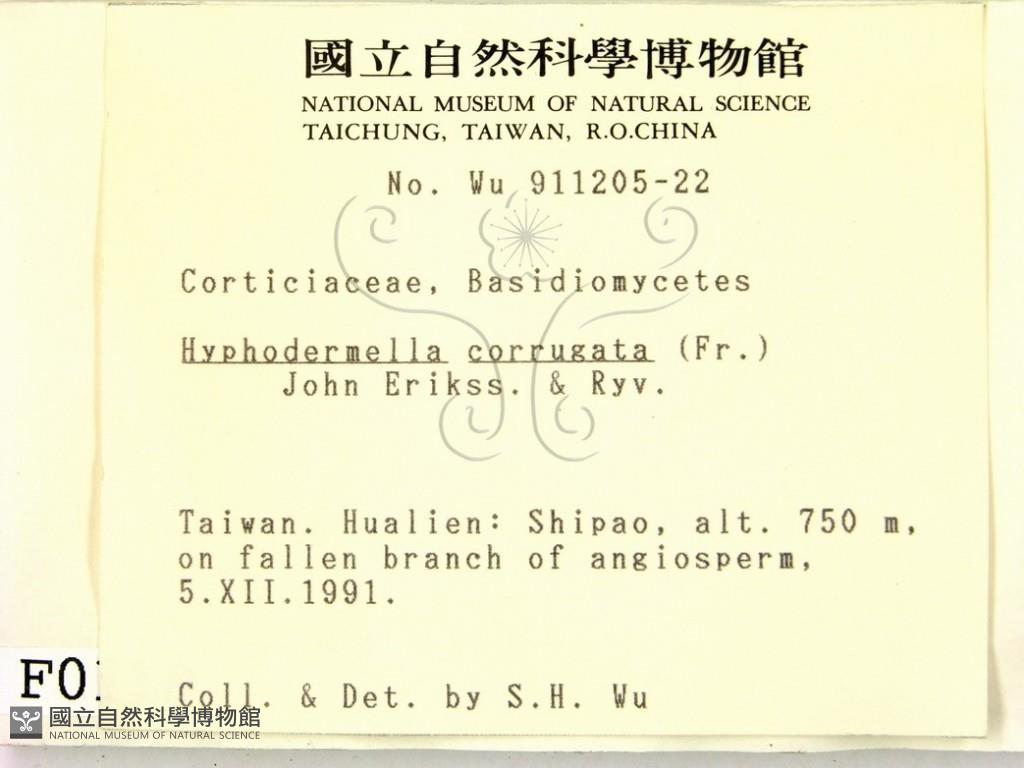 國立自然科學博物館
NATIONAL MUSEUM OF NATURAL SCIENCE
TAICHUNG, TAIWAN, R.O.CHINA
No. Wu 911205-22
Corticiaceae, Basidiomycetes
Hyphodermella corrugata (Fr.)
John Erikss. & Ryv.
Taiwan. Hualien: Shipao, alt. 750 m,
on fallen branch of angiosperm,
5.XII.1991.
Coll. & Det. by S.H. Wu
國立自然科學博物館
NATIONAL MUSEUM OF NATURAL SCIENCE